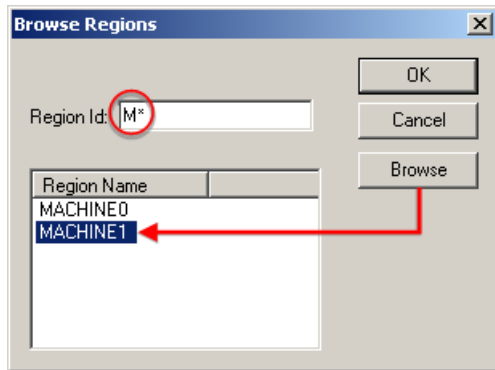 Browse Regions
OK
Region Id: M*
Cancel
Browse
Region Name
MACHINE0
MACHINE1